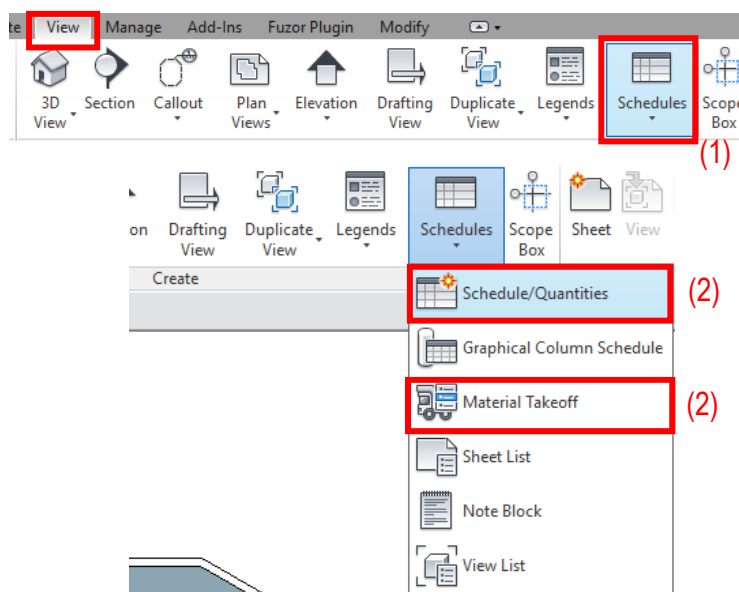 te View Manage Add-Ins Fuzor Plugin Modify
3D Section Callout Plan Elevation Drafting Duplicate Legends Schedules Scope
View Views View View Box
(1)
on Drafting Duplicate Legends Schedules Scope Sheet View
View View Box
Create
Schedule/Quantities (2)
Graphical Column Schedule
Material Takeoff (2)
Sheet List
Note Block
View List